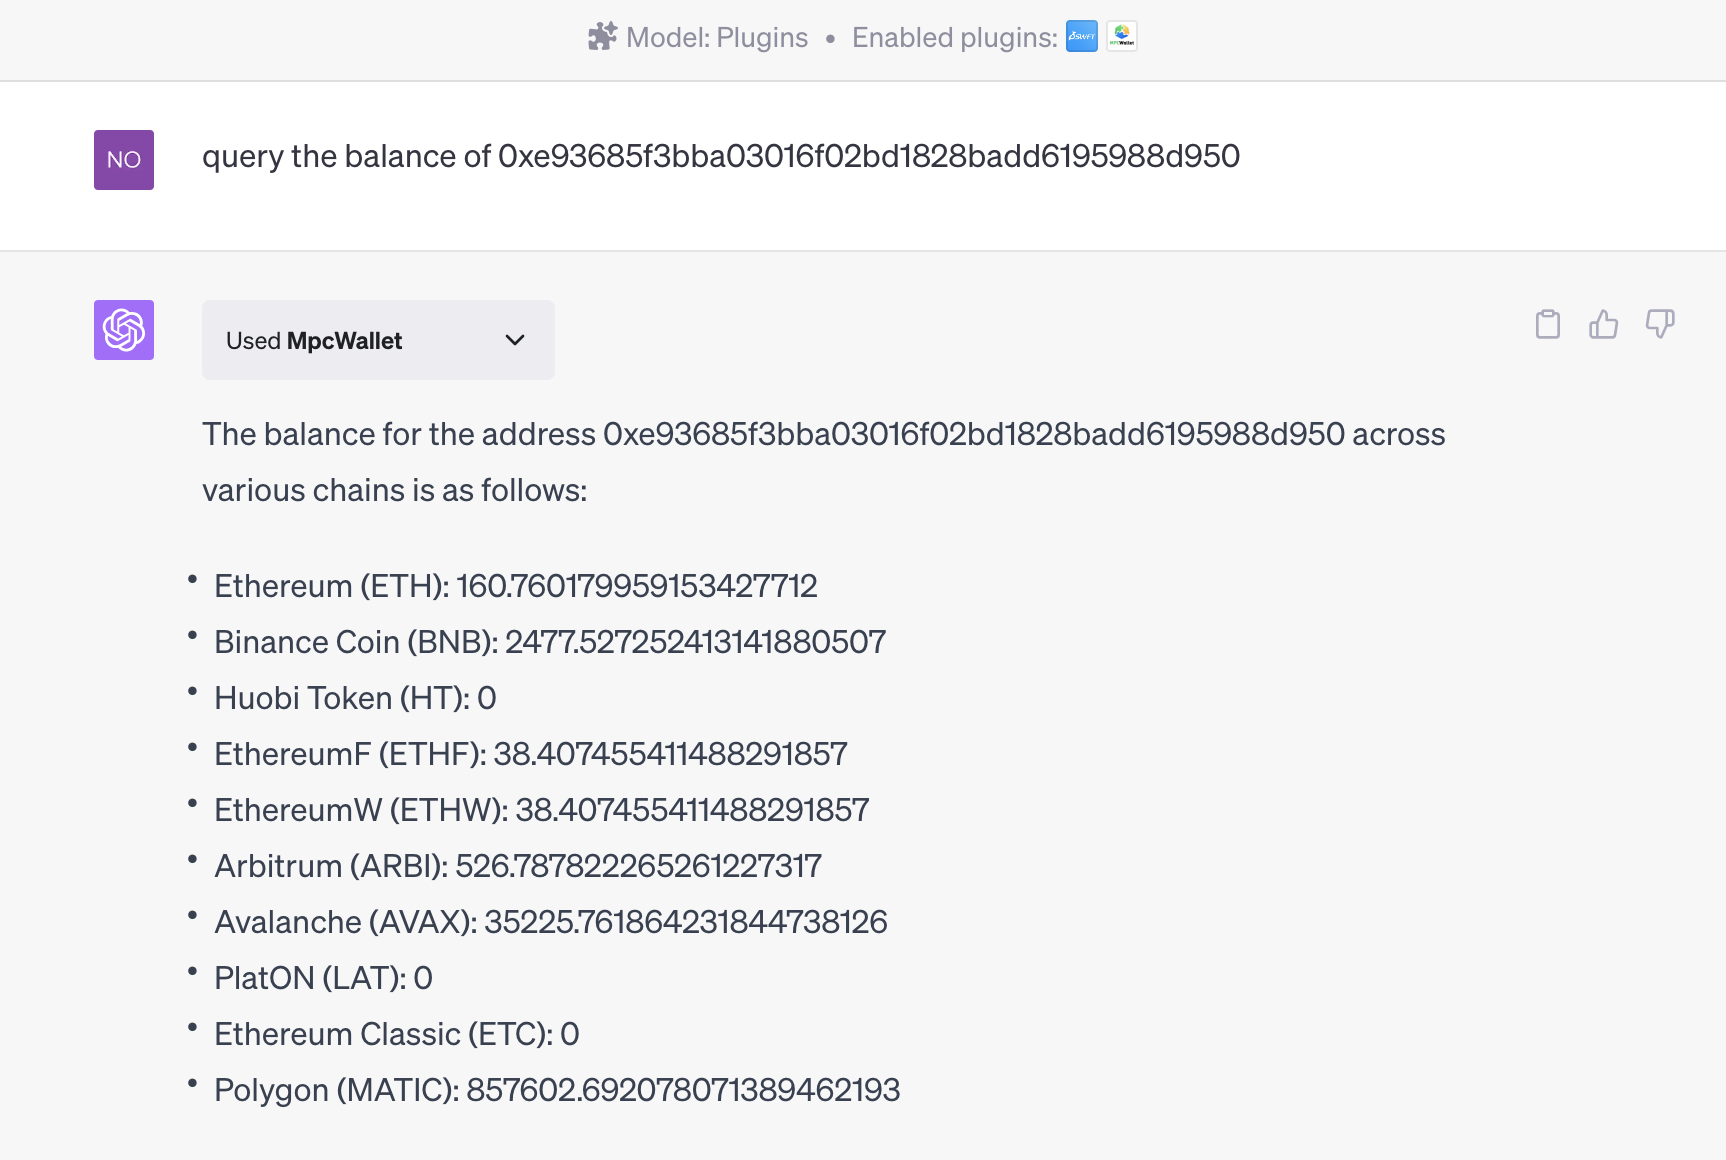 Model: Plugins • Enabled plugins: SWFT MPCWallet
NO
query the balance of 0xe93685f3bba03016f02bd1828badd6195988d950
Used MpcWallet
The balance for the address 0xe93685f3bba03016f02bd1828badd6195988d950 across
various chains is as follows:
• Ethereum (ETH): 160.760179959153427712
• Binance Coin (BNB): 2477.527252413141880507
• Huobi Token (HT): 0
• EthereumF (ETHF): 38.407455411488291857
• EthereumW (ETHW): 38.407455411488291857
• Arbitrum (ARBI): 526.787822265261227317
• Avalanche (AVAX): 35225.761864231844738126
• PlatON (LAT): 0
• Ethereum Classic (ETC): 0
• Polygon (MATIC): 857602.692078071389462193